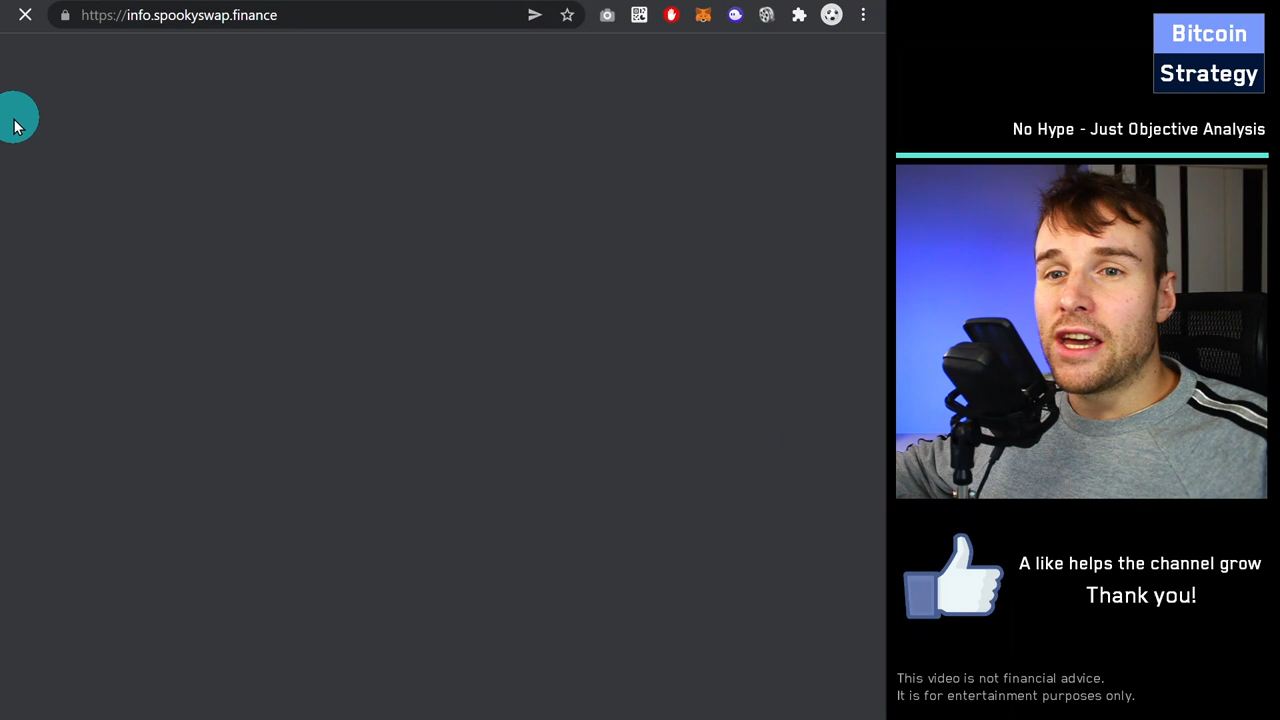 https://info.spookyswap.finance
Bitcoin
Strategy
No Hype - Just Objective Analysis
A like helps the channel grow
Thank you!
This video is not financial advice.
It is for entertainment purposes only.